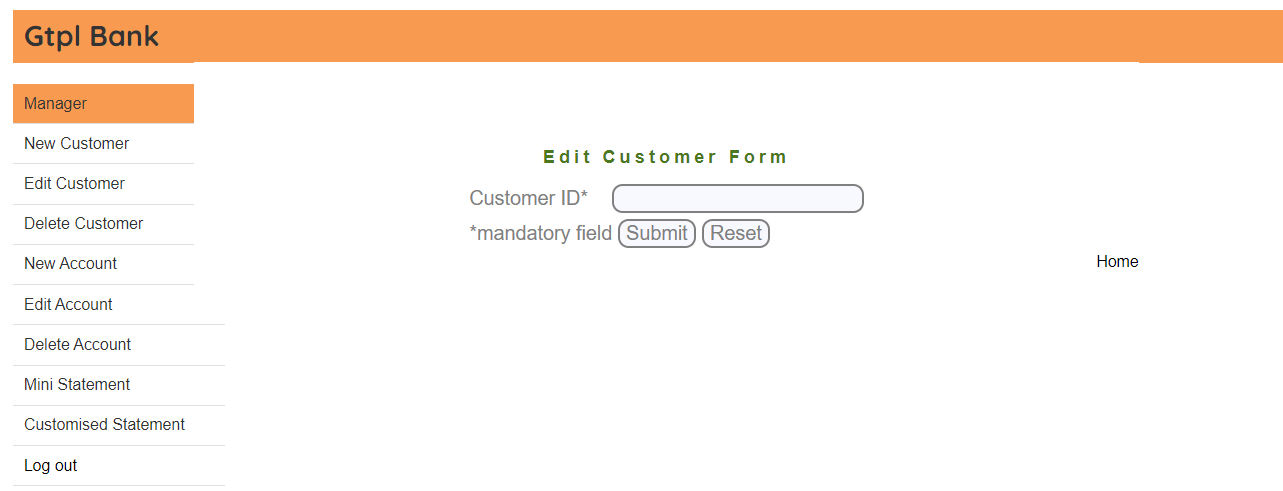 Gtpl Bank
Manager
New Customer
Edit Customer
Delete Customer
New Account
Edit Account
Delete Account
Mini Statement
Customised Statement
Log out
Edit Customer Form
Customer ID*
*mandatory field Submit Reset
Home